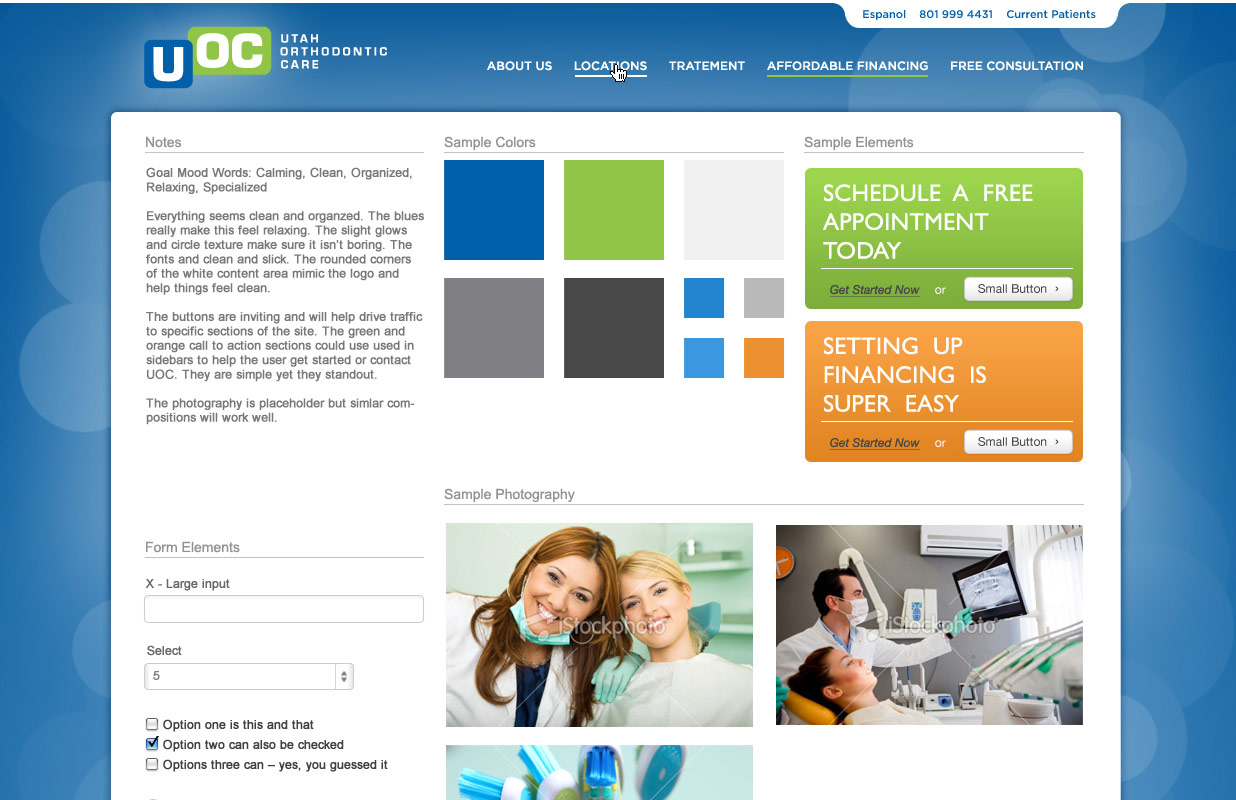 Espanol 801 999 4431 Current Patients
UOC
UTAH
ORTHODONTIC
CARE
ABOUT US LOCATIONS TRATEMENT AFFORDABLE FINANCING FREE CONSULTATION
Notes
Goal Mood Words: Calming, Clean, Organized,
Relaxing, Specialized
Everything seems clean and organzed. The blues
really make this feel relaxing. The slight glows
and circle texture make sure it isn't boring. The
fonts and clean and slick. The rounded corners
of the white content area mimic the logo and
help things feel clean.
The buttons are inviting and will help drive traffic
to specific sections of the site. The green and
orange call to action sections could use used in
sidebars to help the user get started or contact
UOC. They are simple yet they standout.
The photography is placeholder but simlar com-
positions will work well.
Sample Colors
Sample Elements
SCHEDULE A FREE
APPOINTMENT
TODAY
Get Started Now or Small Button ›
SETTING UP
FINANCING IS
SUPER EASY
Get Started Now or Small Button ›
Sample Photography
iStockphoto
iStockphoto
Form Elements
X - Large input
Select
5
Option one is this and that
Option two can also be checked
Options three can – yes, you guessed it